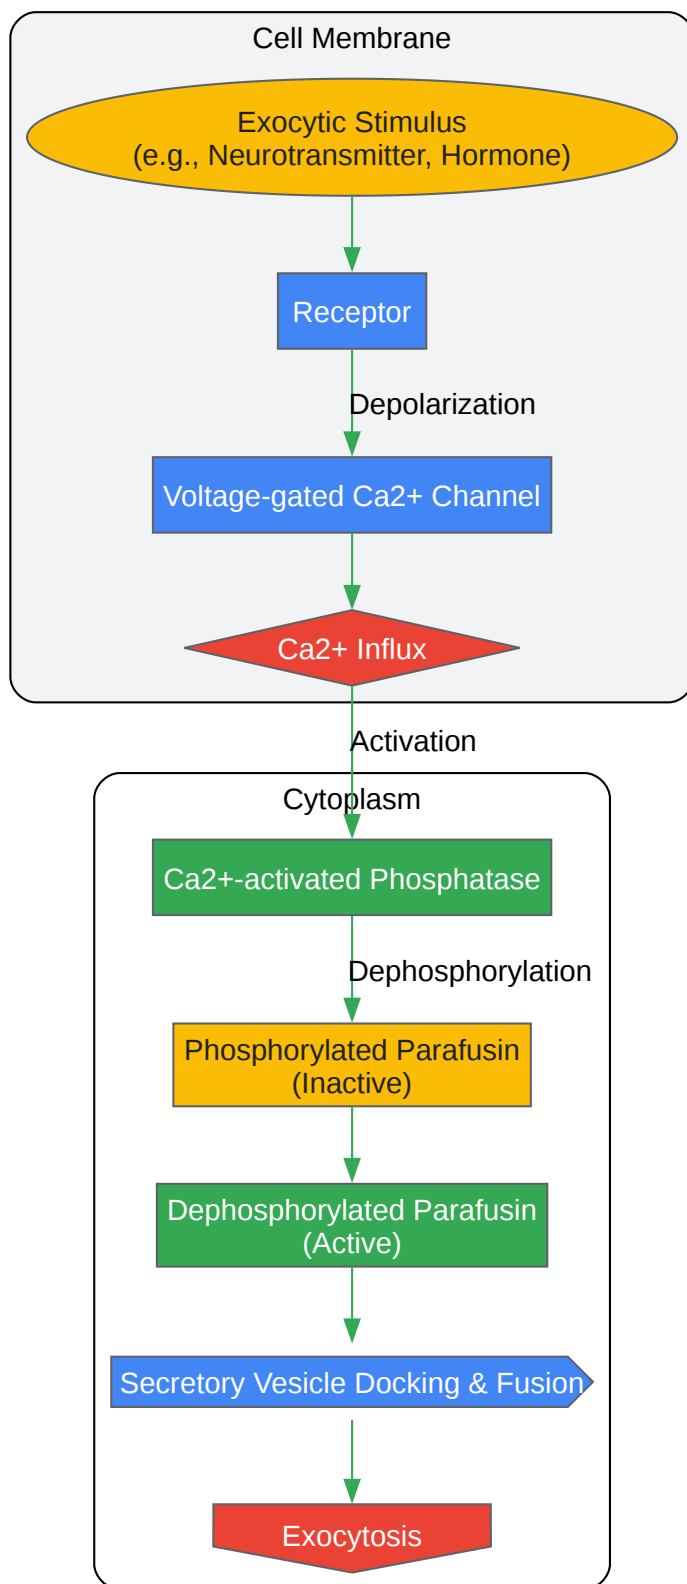 Cell Membrane
Exocytic Stimulus
(e.g., Neurotransmitter, Hormone)
Receptor
Depolarization
Voltage-gated Ca2+ Channel
Ca2+ Influx
Activation
Cytoplasm
Ca2+-activated Phosphatase
Dephosphorylation
Phosphorylated Parafusin
(Inactive)
Dephosphorylated Parafusin
(Active)
Secretory Vesicle Docking & Fusion
Exocytosis